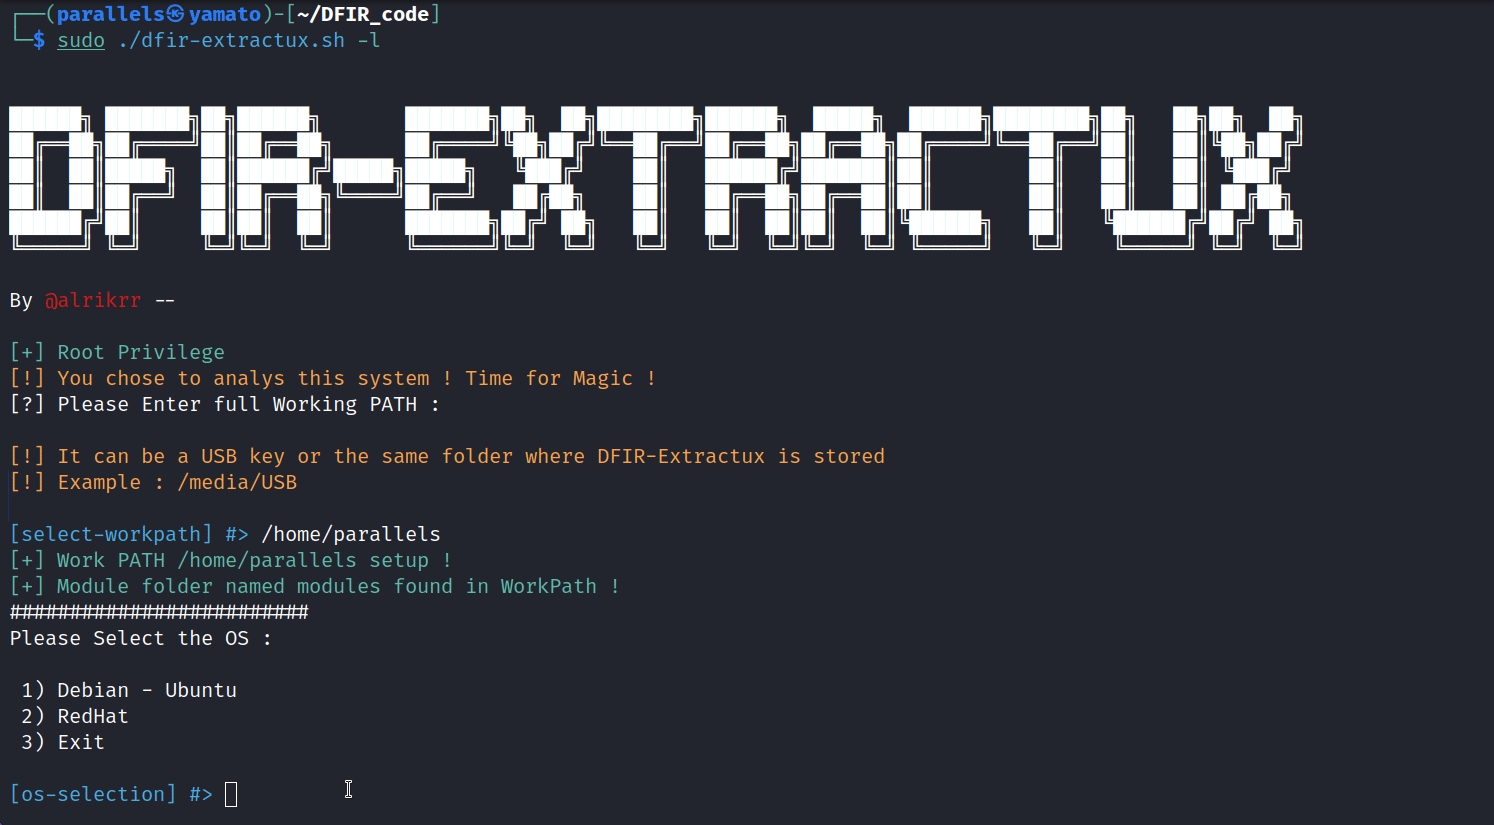 ┌──(parallels㉿yamato)-[~/DFIR_code]
└─$ sudo ./dfir-extractux.sh -l
DFIR-EXTRACTUX
By @alrikrr --
[+] Root Privilege
[!] You chose to analys this system ! Time for Magic !
[?] Please Enter full Working PATH :
[!] It can be a USB key or the same folder where DFIR-Extractux is stored
[!] Example : /media/USB
[select-workpath] #> /home/parallels
[+] Work PATH /home/parallels setup !
[+] Module folder named modules found in WorkPath !
#########################
Please Select the OS :
1) Debian - Ubuntu
2) RedHat
3) Exit
[os-selection] #>